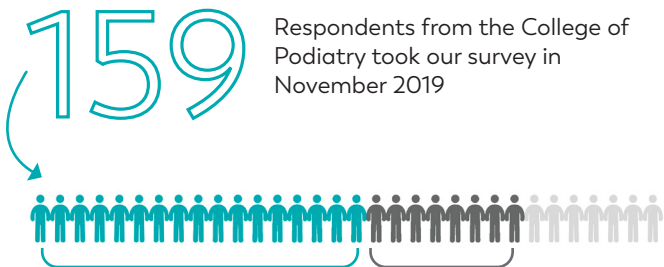 159
Respondents from the College of
Podiatry took our survey in
November 2019